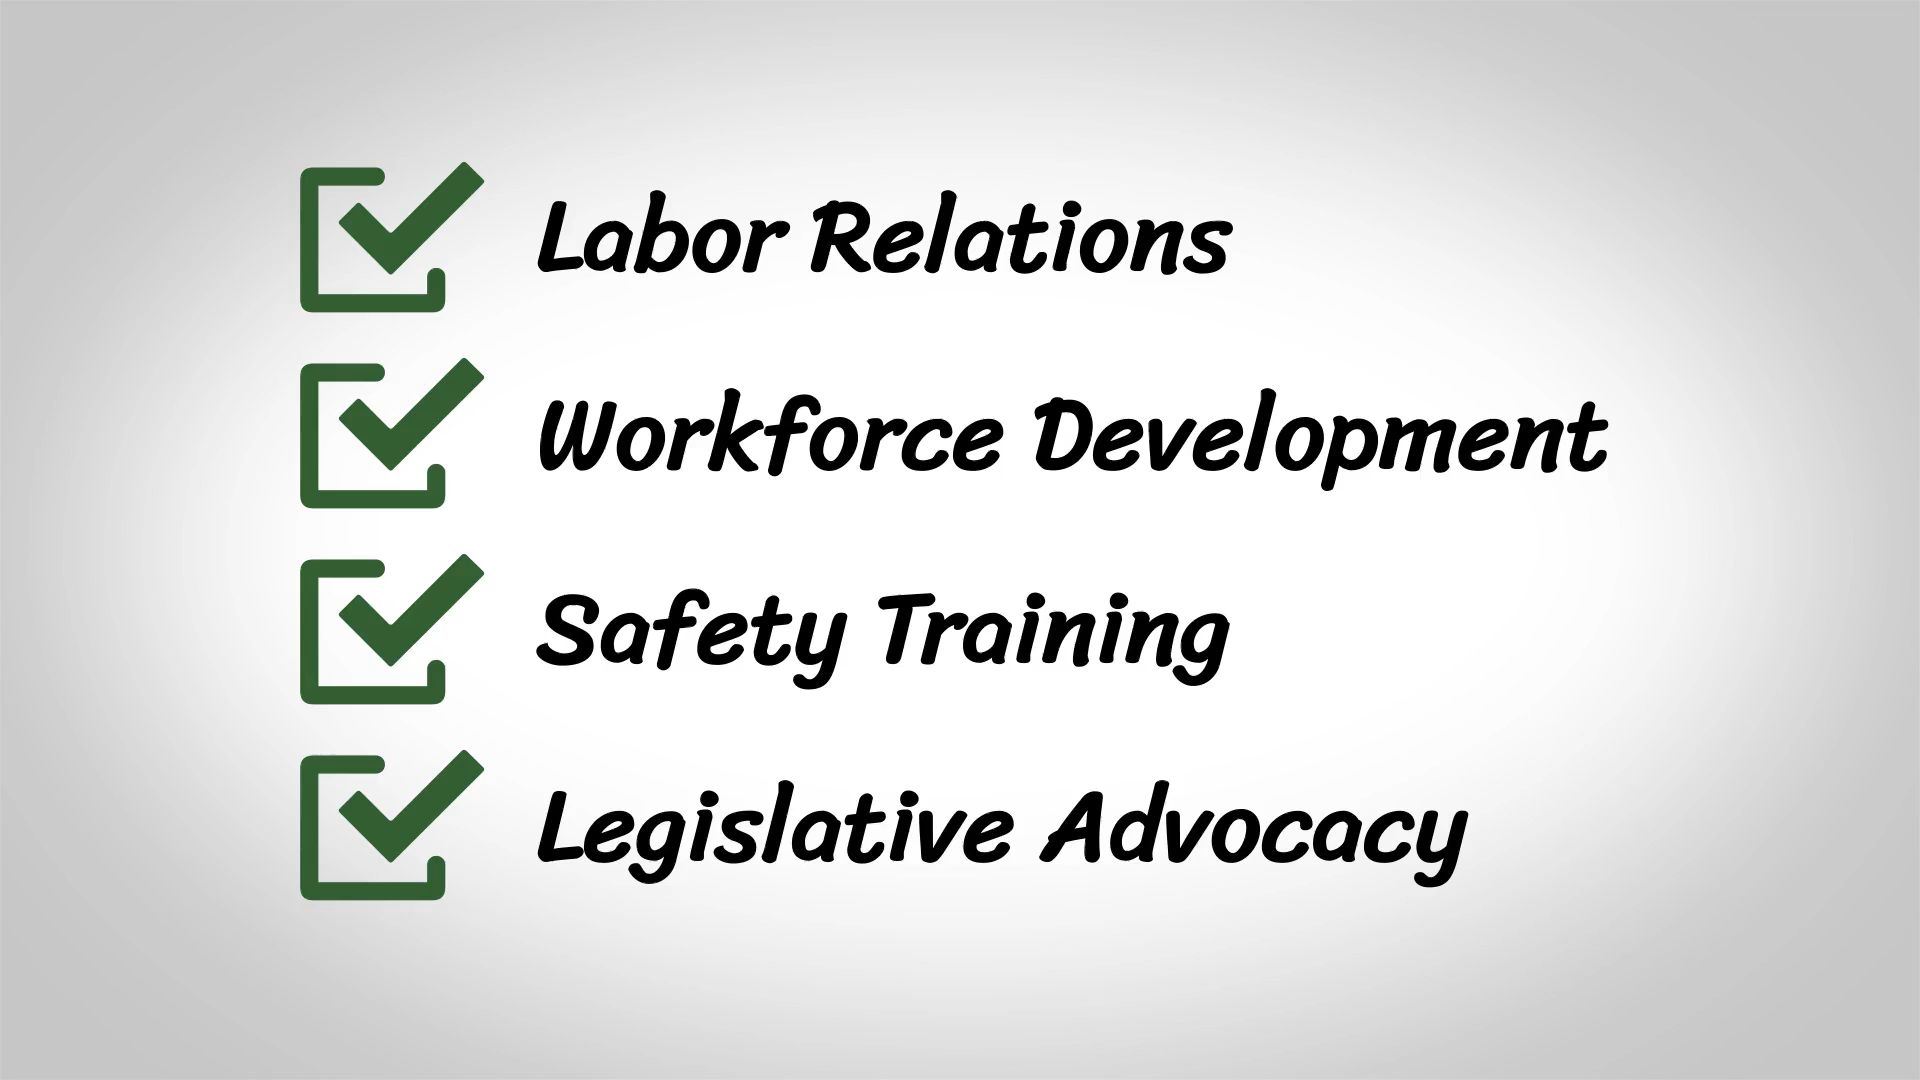 Labor Relations
Workforce Development
Safety Training
Legislative Advocacy